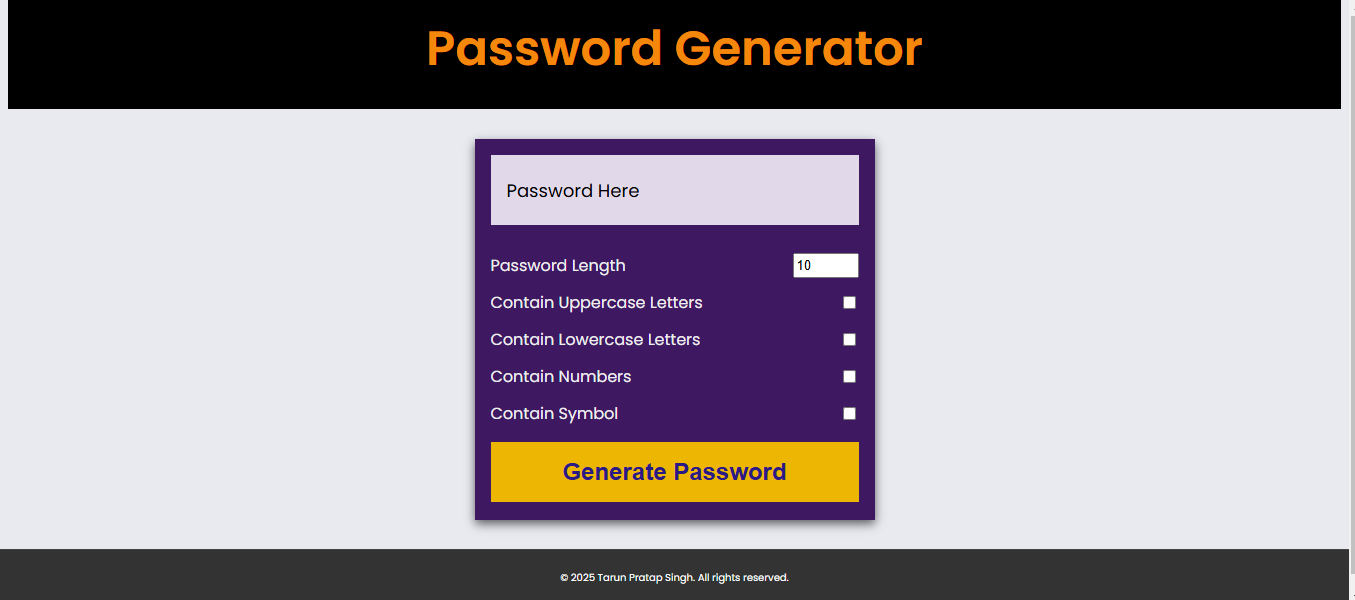 Password Generator
Password Here
Password Length 10
Contain Uppercase Letters
Contain Lowercase Letters
Contain Numbers
Contain Symbol
Generate Password
© 2025 Tarun Pratap Singh. All rights reserved.